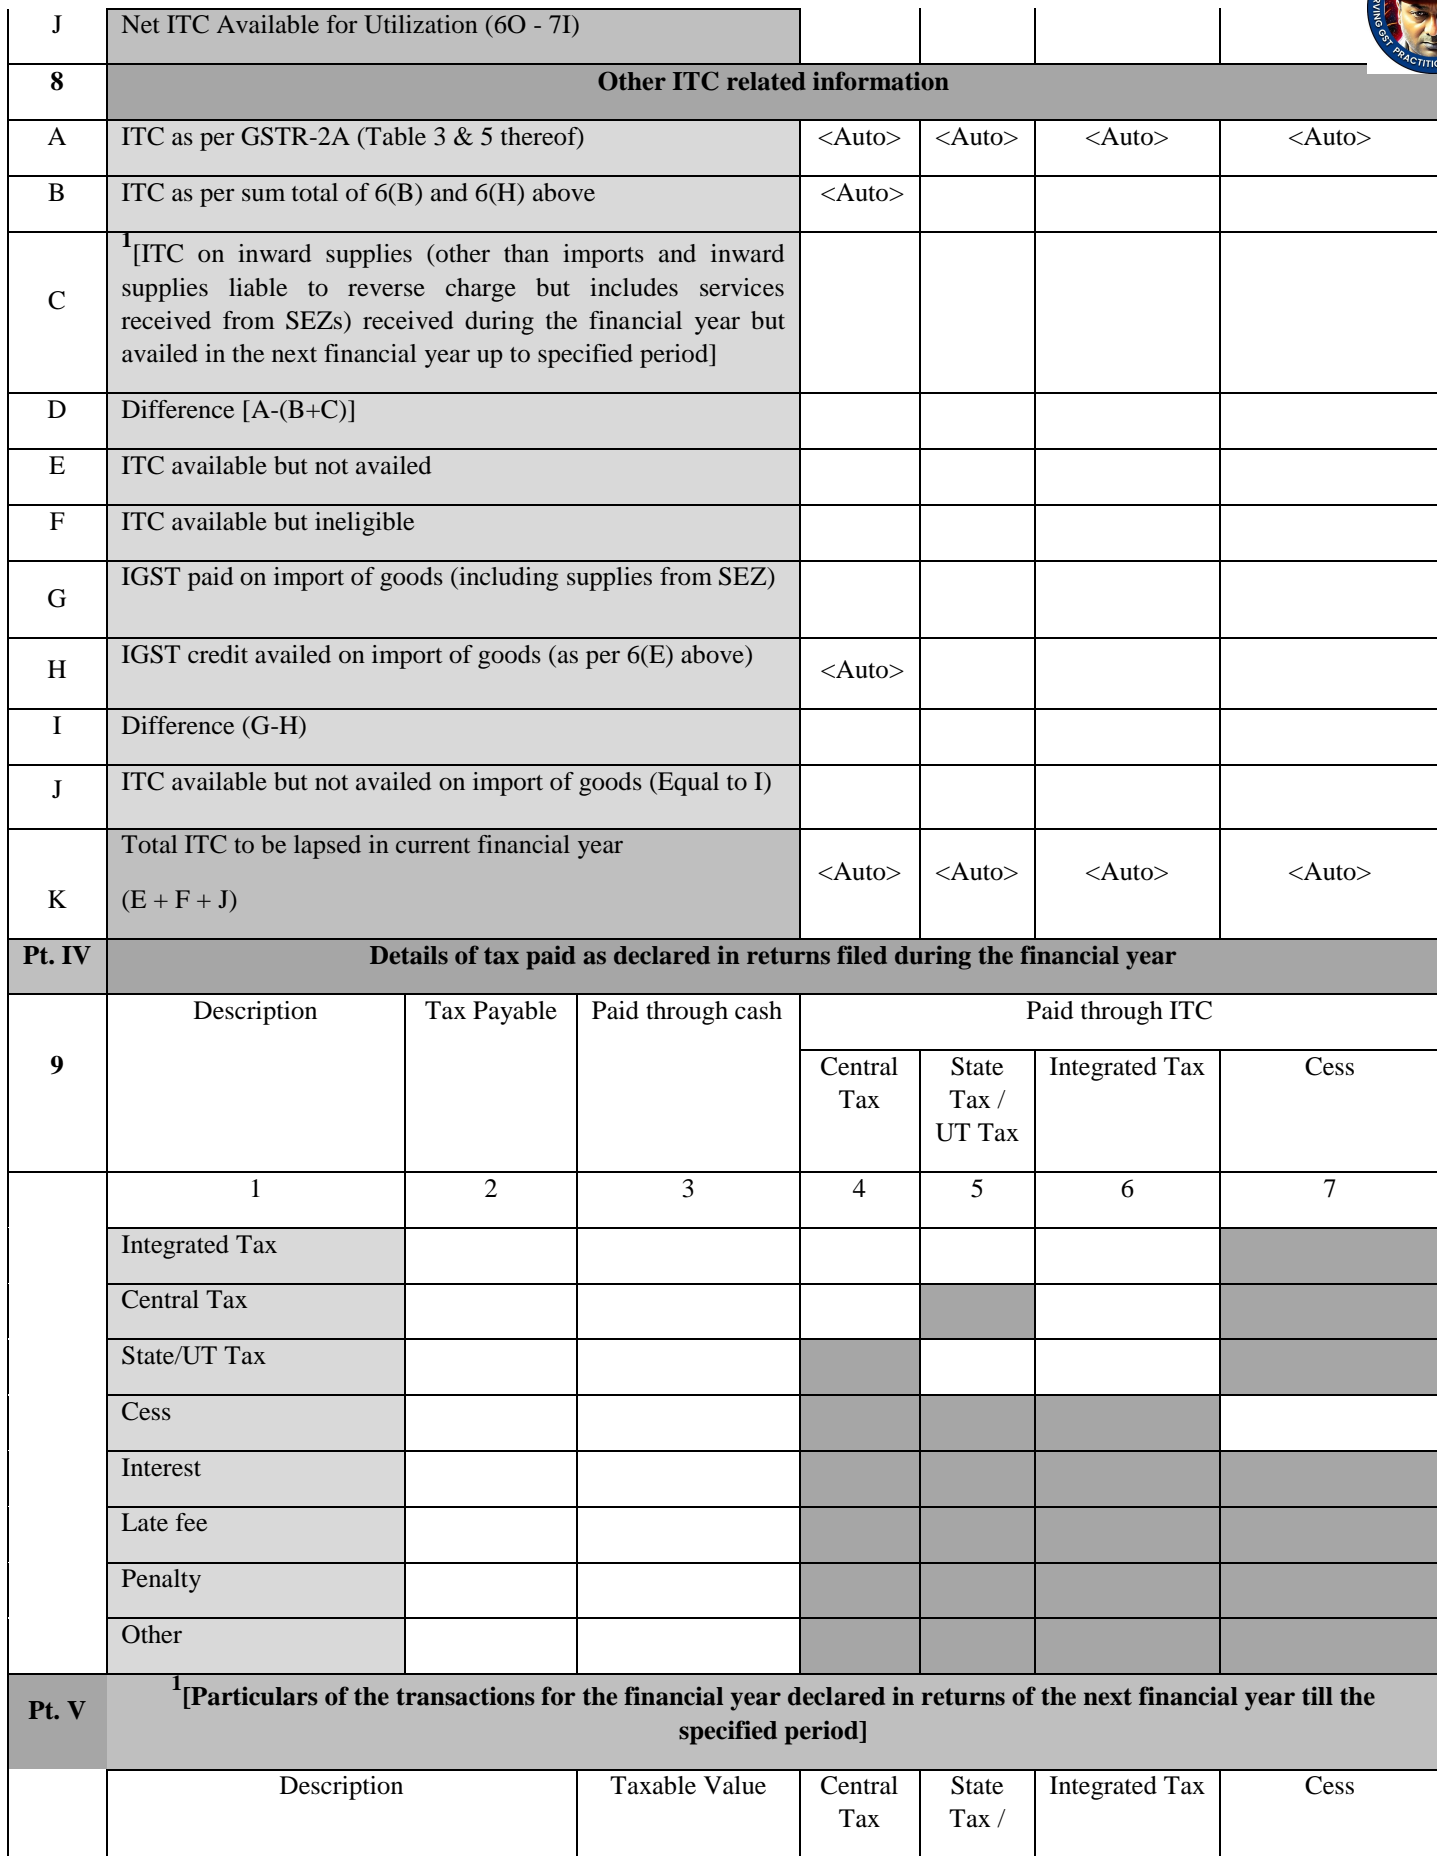 J Net ITC Available for Utilization (6O - 7I)
RVING GST PRACTITIO
8 Other ITC related information
A ITC as per GSTR-2A (Table 3 & 5 thereof) <Auto> <Auto> <Auto> <Auto>
B ITC as per sum total of 6(B) and 6(H) above <Auto>
1[ITC on inward supplies (other than imports and inward
supplies liable to reverse charge but includes services
C
received from SEZs) received during the financial year but
availed in the next financial year up to specified period]
D Difference [A-(B+C)]
E ITC available but not availed
F ITC available but ineligible
G IGST paid on import of goods (including supplies from SEZ)
H IGST credit availed on import of goods (as per 6(E) above) <Auto>
I Difference (G-H)
J ITC available but not availed on import of goods (Equal to I)
Total ITC to be lapsed in current financial year
<Auto> <Auto> <Auto> <Auto>
K (E + F + J)
Pt. IV Details of tax paid as declared in returns filed during the financial year
Description Tax Payable Paid through cash Paid through ITC
9 Central State Integrated Tax Cess
Tax Tax /
UT Tax
1 2 3 4 5 6 7
Integrated Tax
Central Tax
State/UT Tax
Cess
Interest
Late fee
Penalty
Other
Pt. V 1[Particulars of the transactions for the financial year declared in returns of the next financial year till the
specified period]
Description Taxable Value Central State Integrated Tax Cess
Tax Tax /